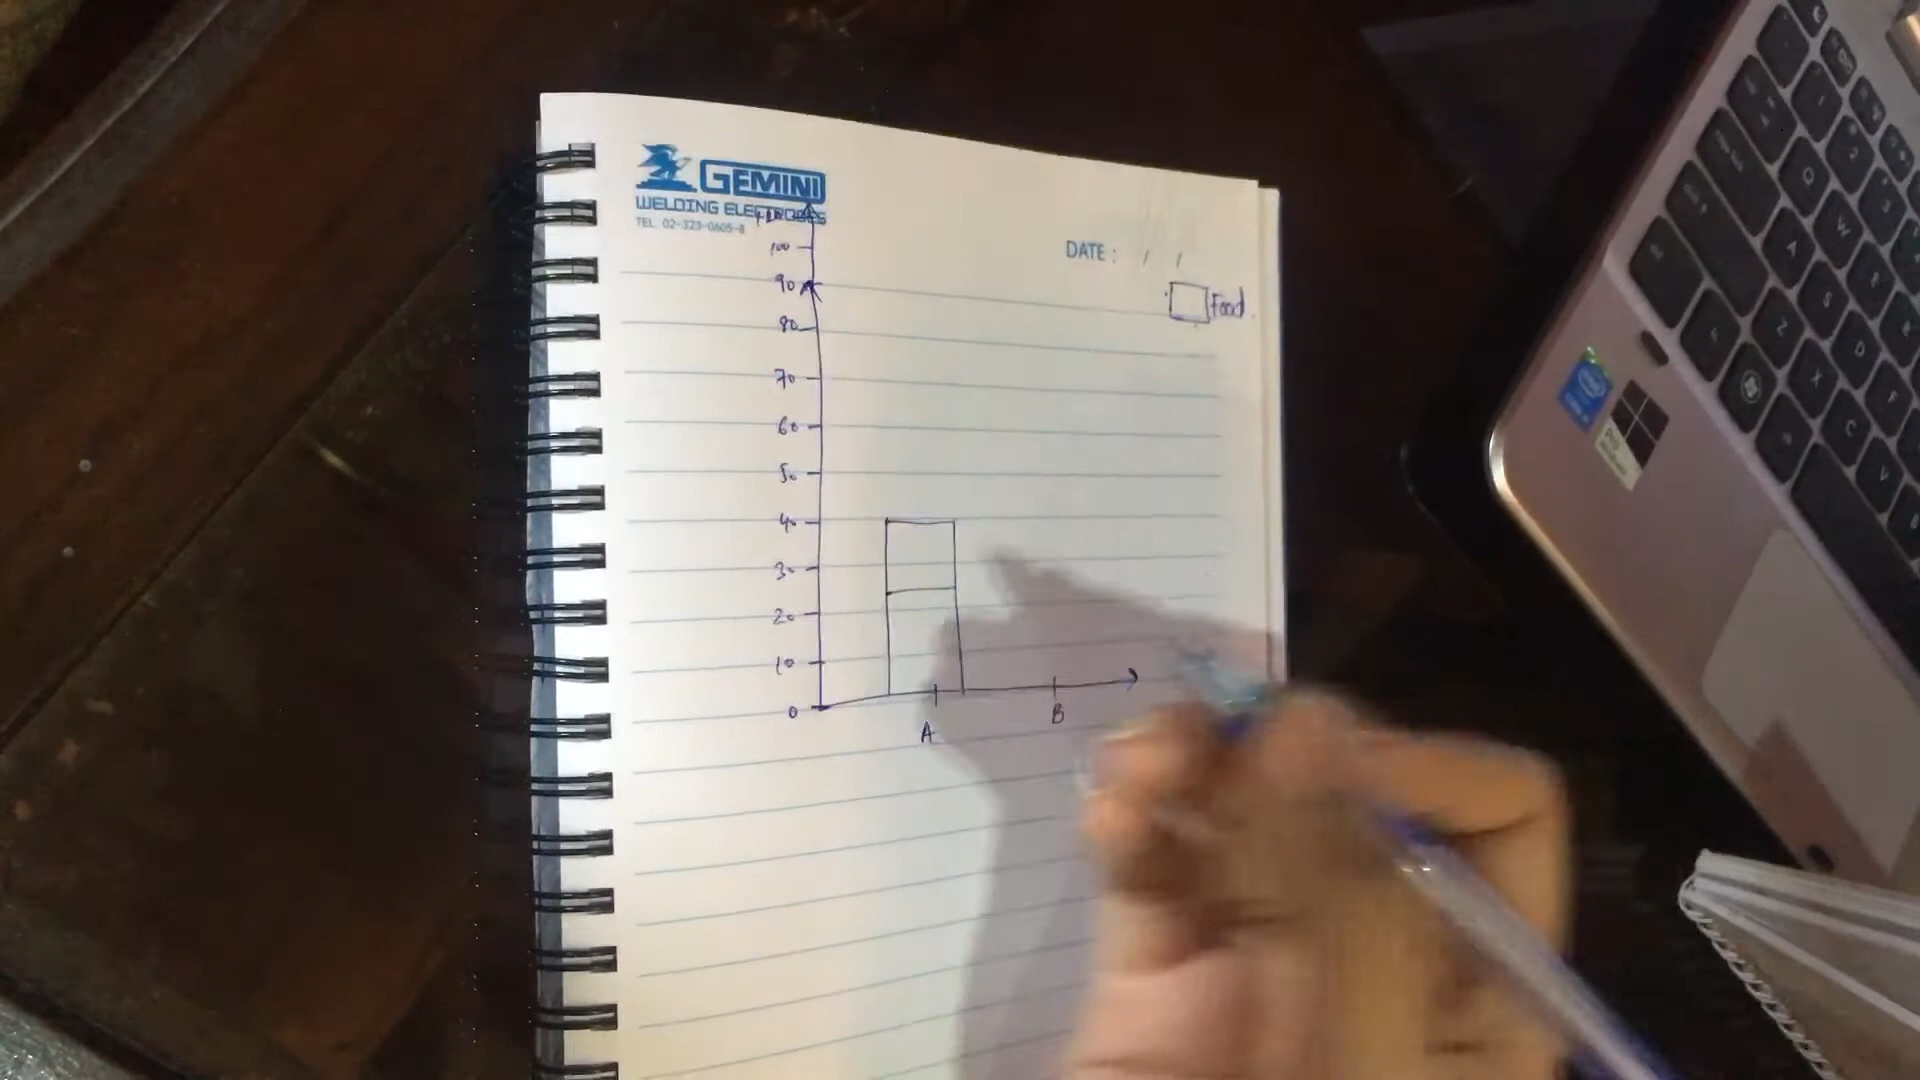 GEMINI
WELDING ELECTRODES
TEL. 02-323-0605-8
DATE : / /
Food
100
90
80
70
60
50
40
30
20
10
0
A
B